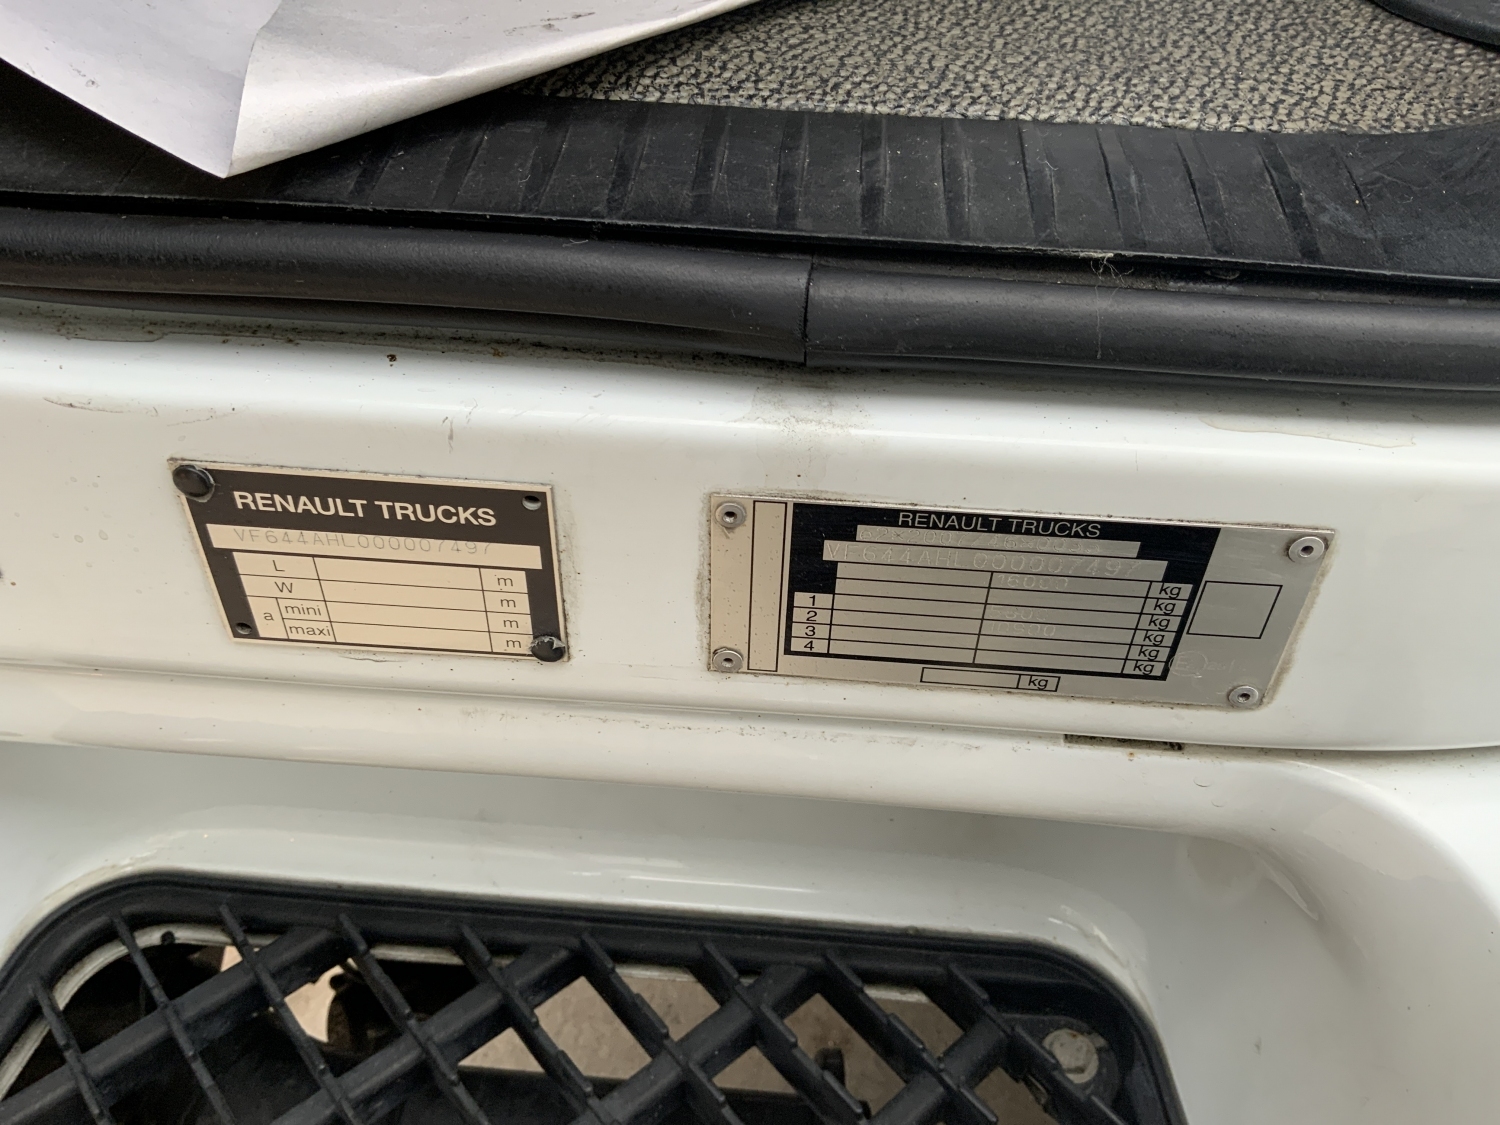 RENAULT TRUCKS
VF644AHL000007497
L m
W m
a mini m
maxi m
RENAULT TRUCKS
VF644AHL000007497
kg
1 kg
2 kg
3 kg
4 kg
kg
kg